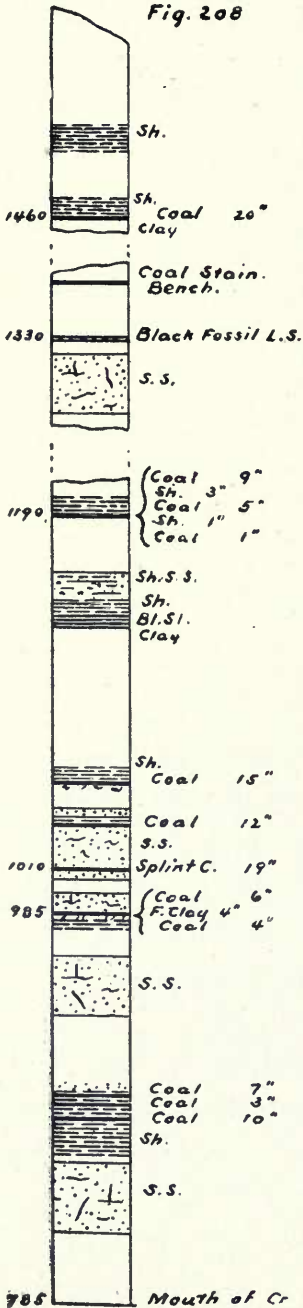 Fig. 208
Sh.
Sh.
1460 Coal 20"
Clay
Coal Stain.
Bench.
1330 Black Fossil L.S.
S.S.
Coal 9"
Sh. 3"
Coal 5"
1190 Sh. 1"
Coal 1"
Sh. S.S.
Sh.
Bl. Sl.
Clay
Sh.
Coal 15"
Coal 12"
S.S.
1010 Splint C. 19"
Coal 6"
985 F. Clay 4"
Coal 4"
S.S.
Coal 7"
Coal 3"
Coal 10"
Sh.
S.S.
785 Mouth of Cr